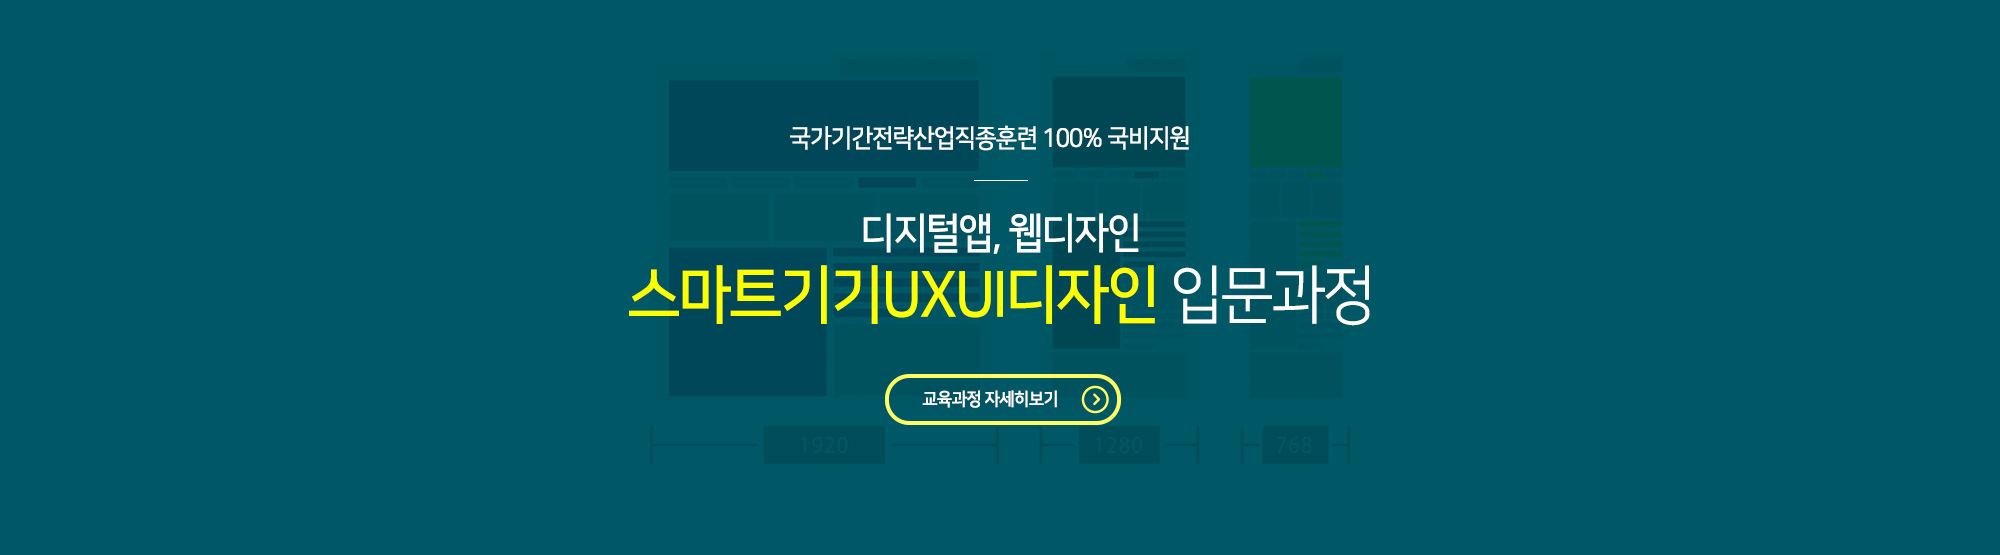 국가기간전략산업직종훈련 100% 국비지원
디지털앱, 웹디자인
스마트기기UXUI디자인 입문과정
교육과정 자세히보기
1920
1280
768